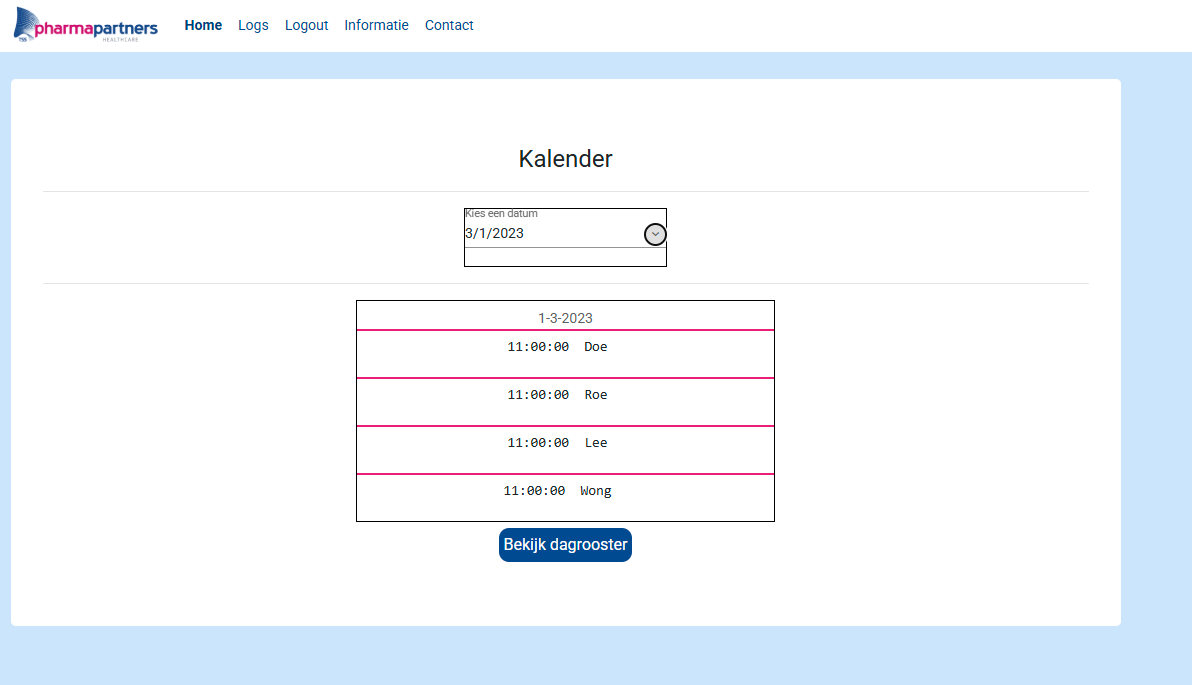 pharmapartners
HEALTHCARE
Home Logs Logout Informatie Contact
Kalender
Kies een datum
3/1/2023
1-3-2023
11:00:00 Doe
11:00:00 Roe
11:00:00 Lee
11:00:00 Wong
Bekijk dagrooster